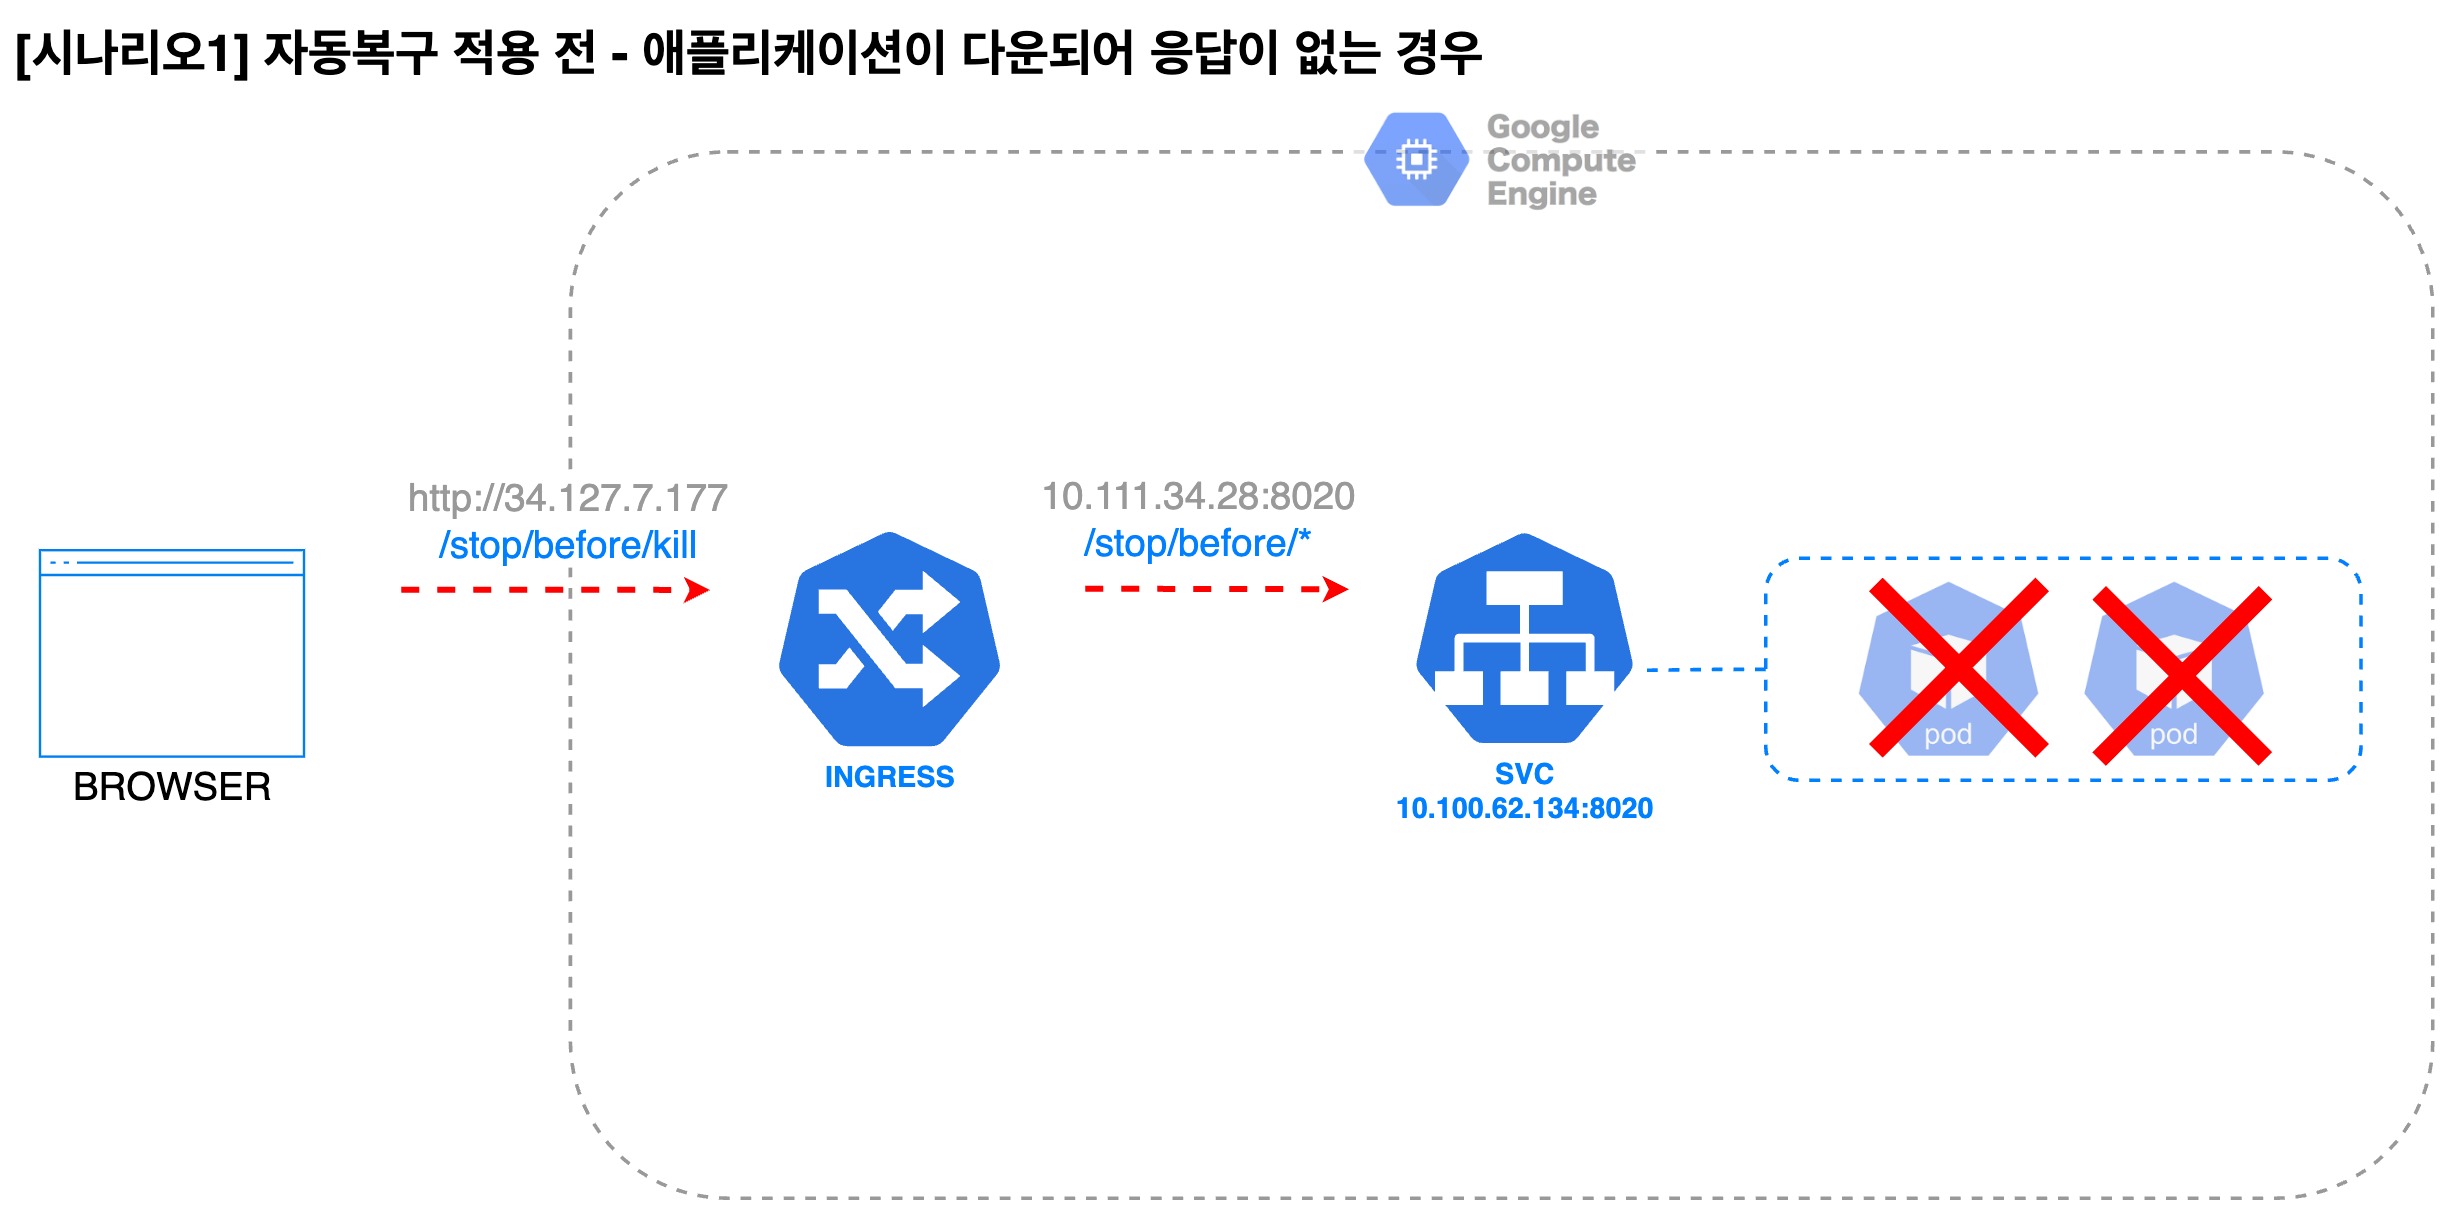 [시나리오1] 자동복구 적용 전 - 애플리케이션이 다운되어 응답이 없는 경우
Google
Compute
Engine
http://34.127.7.177
/stop/before/kill
10.111.34.28:8020
/stop/before/*
BROWSER
INGRESS
SVC
10.100.62.134:8020
pod
pod